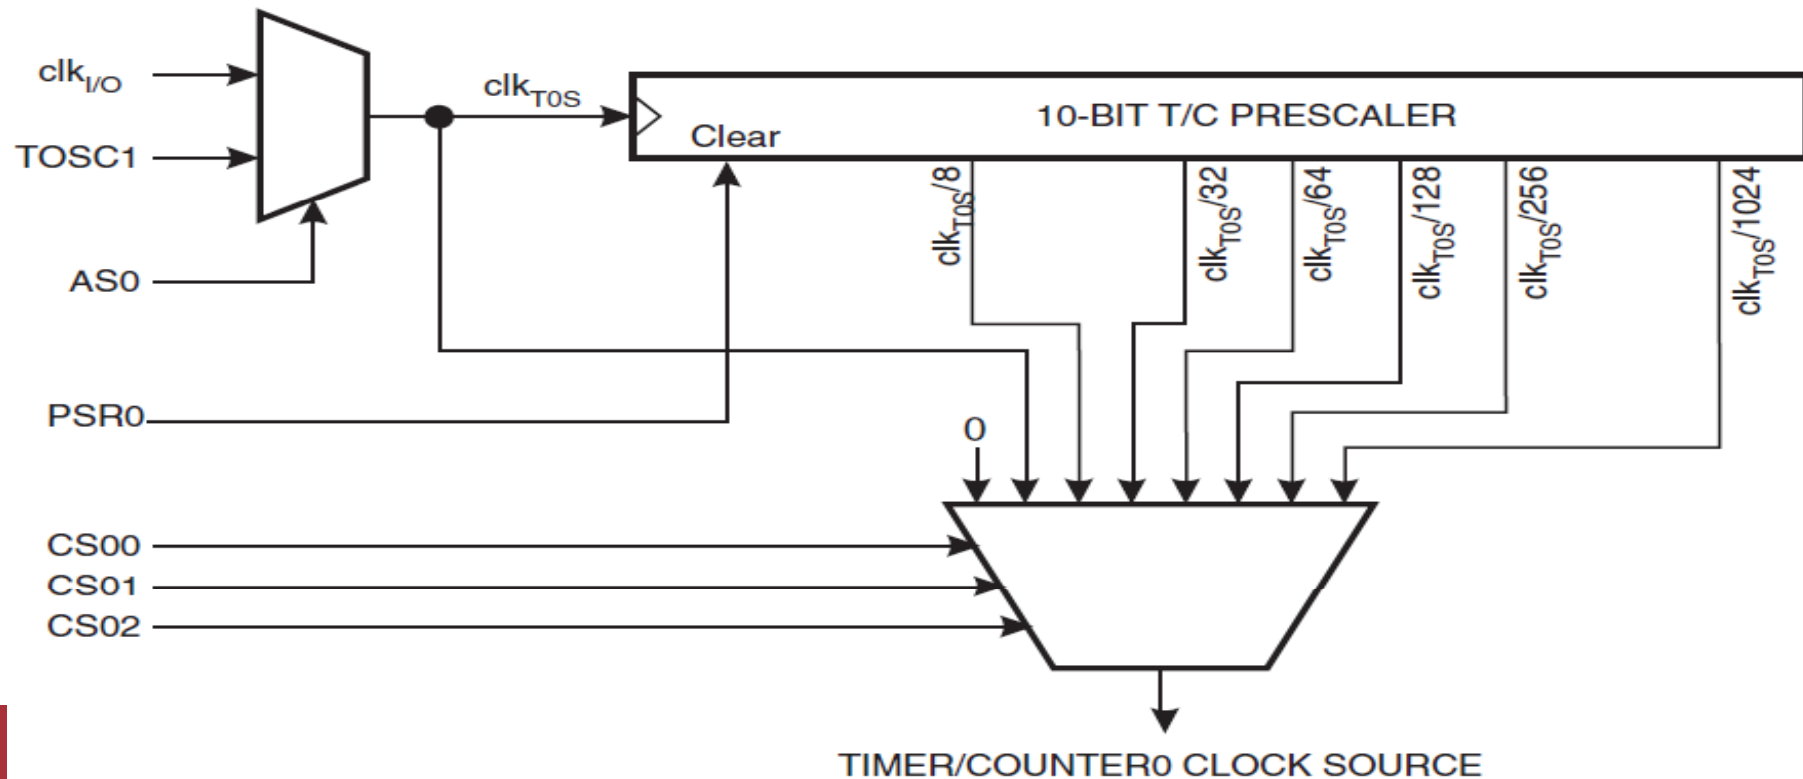 clkI/O
TOSC1
AS0
PSR0
clkT0S
Clear
10-BIT T/C PRESCALER
clkT0S/8
clkT0S/32
clkT0S/64
clkT0S/128
clkT0S/256
clkT0S/1024
0
CS00
CS01
CS02
TIMER/COUNTER0 CLOCK SOURCE